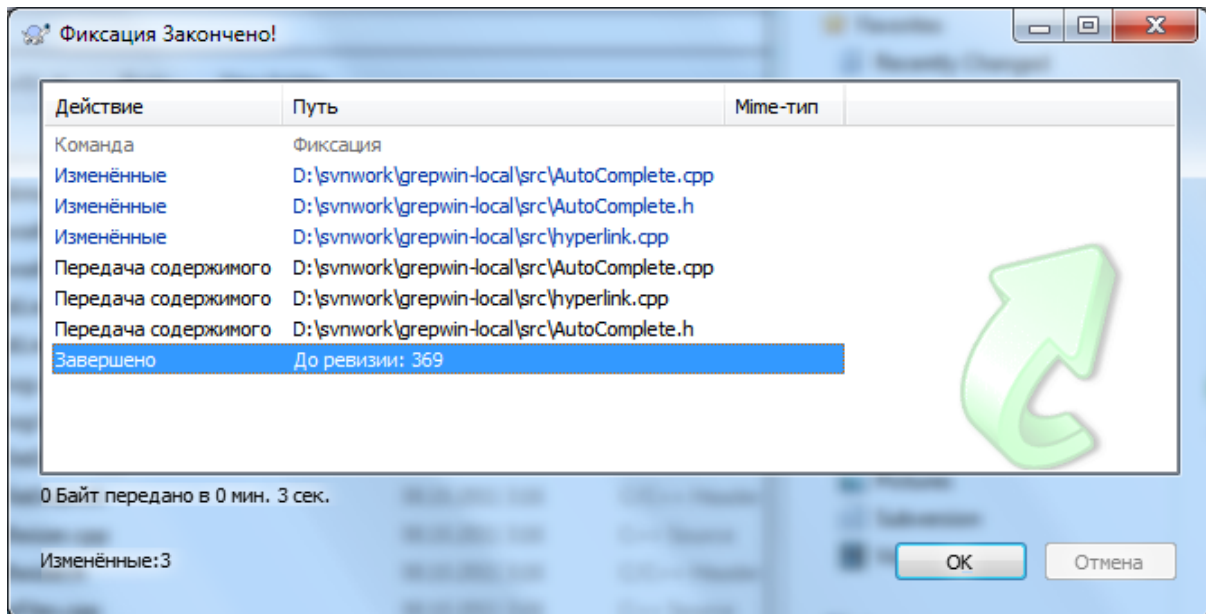 Фиксация Закончено!
Действие Путь Mime-тип
Команда Фиксация
Изменённые D:\svnwork\grepwin-local\src\AutoComplete.cpp
Изменённые D:\svnwork\grepwin-local\src\AutoComplete.h
Изменённые D:\svnwork\grepwin-local\src\hyperlink.cpp
Передача содержимого D:\svnwork\grepwin-local\src\AutoComplete.cpp
Передача содержимого D:\svnwork\grepwin-local\src\hyperlink.cpp
Передача содержимого D:\svnwork\grepwin-local\src\AutoComplete.h
Завершено До ревизии: 369
0 Байт передано в 0 мин. 3 сек.
Изменённые:3
OK Отмена